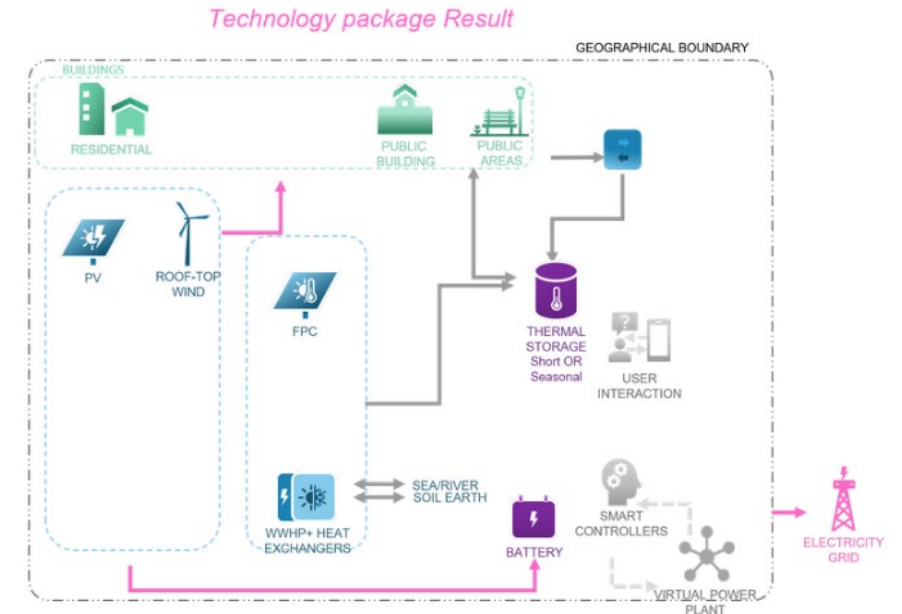 Technology package Result
GEOGRAPHICAL BOUNDARY
BUILDINGS
RESIDENTIAL
PUBLIC
BUILDING
PUBLIC
AREAS
PV
ROOF-TOP
WIND
FPC
THERMAL
STORAGE
Short OR
Seasonal
?
USER
INTERACTION
WWHP+ HEAT
EXCHANGERS
SEA/RIVER
SOIL EARTH
BATTERY
SMART
CONTROLLERS
VIRTUAL POWER
PLANT
ELECTRICITY
GRID